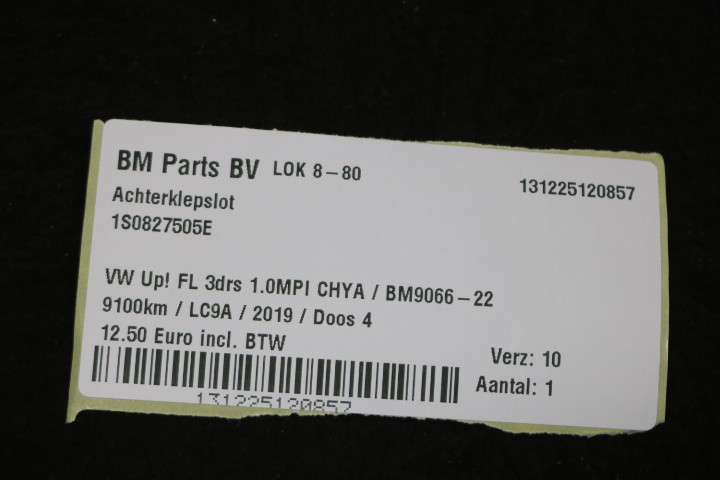 BM Parts BV LOK 8-80
131225120857
Achterklepslot
1S0827505E
VW Up! FL 3drs 1.0MPI CHYA / BM9066-22
9100km / LC9A / 2019 / Doos 4
12.50 Euro incl. BTW
Verz: 10
Aantal: 1
131225120857